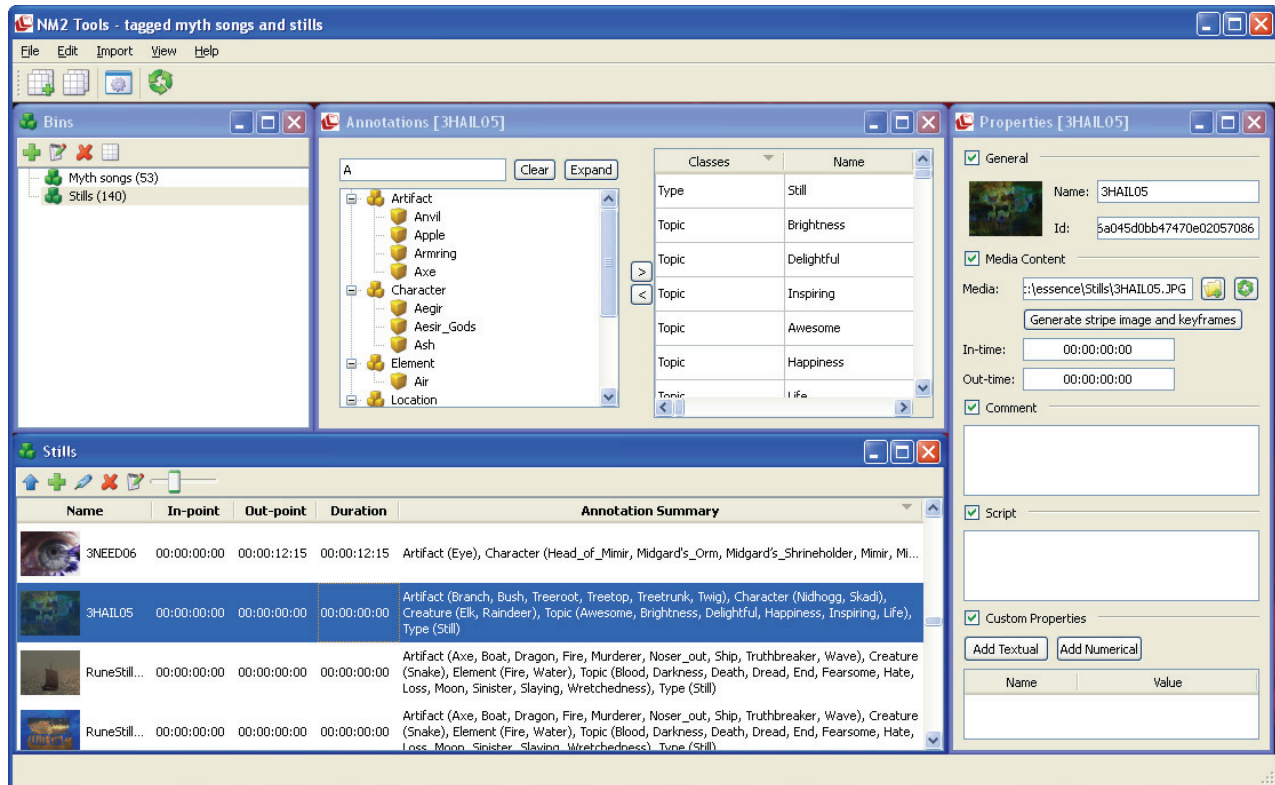 NM2 Tools - tagged myth songs and stills
File Edit Import View Help
Bins
Myth songs (53)
Stills (140)
Annotations [3HAIL05]
A
Clear Expand
Artifact
Anvil
Apple
Armring
Axe
Character
Aegir
Aesir_Gods
Ash
Element
Air
Location
>
<
Classes Name
Type Still
Topic Brightness
Topic Delightful
Topic Inspiring
Topic Awesome
Topic Happiness
Topic Life
Properties [3HAIL05]
General
Name: 3HAIL05
Id: 5a045d0bb47470e02057086
Media Content
Media: ::\essence\Stills\3HAIL05.JPG
Generate stripe image and keyframes
In-time: 00:00:00:00
Out-time: 00:00:00:00
Comment
Script
Custom Properties
Add Textual Add Numerical
Name Value
Stills
Name In-point Out-point Duration Annotation Summary
3NEED06 00:00:00:00 00:00:12:15 00:00:12:15 Artifact (Eye), Character (Head_of_Mimir, Midgard's_Orm, Midgard's_Shrineholder, Mimir, Mi...
3HAIL05 00:00:00:00 00:00:00:00 00:00:00:00 Artifact (Branch, Bush, Treeroot, Treetop, Treetrunk, Twig), Character (Nidhogg, Skadi),
Creature (Elk, Raindeer), Topic (Awesome, Brightness, Delightful, Happiness, Inspiring, Life),
Type (Still)
RuneStill... 00:00:00:00 00:00:00:00 00:00:00:00 Artifact (Axe, Boat, Dragon, Fire, Murderer, Noser_out, Ship, Truthbreaker, Wave), Creature
(Snake), Element (Fire, Water), Topic (Blood, Darkness, Death, Dread, End, Fearsome, Hate,
Loss, Moon, Sinister, Slaying, Wretchedness), Type (Still)
RuneStill... 00:00:00:00 00:00:00:00 00:00:00:00 Artifact (Axe, Boat, Dragon, Fire, Murderer, Noser_out, Ship, Truthbreaker, Wave), Creature
(Snake), Element (Fire, Water), Topic (Blood, Darkness, Death, Dread, End, Fearsome, Hate,
Loss, Moon, Sinister, Slaying, Wretchedness), Type (Still)